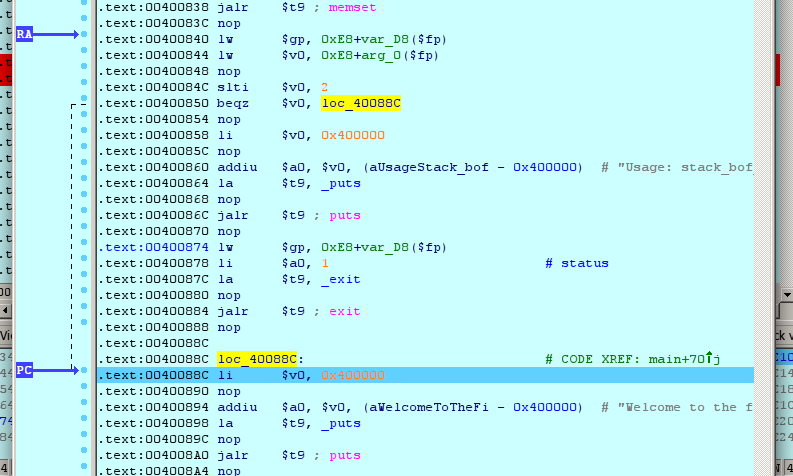 .text:00400838 jalr $t9 ; memset
.text:0040083C nop
RA .text:00400840 lw $gp, 0xE8+var_D8($fp)
.text:00400844 lw $v0, 0xE8+arg_0($fp)
.text:00400848 nop
.text:0040084C slti $v0, 2
.text:00400850 beqz $v0, loc_40088C
.text:00400854 nop
.text:00400858 li $v0, 0x400000
.text:0040085C nop
.text:00400860 addiu $a0, $v0, (aUsageStack_bof - 0x400000) # "Usage: stack_bof
.text:00400864 la $t9, _puts
.text:00400868 nop
.text:0040086C jalr $t9 ; puts
.text:00400870 nop
.text:00400874 lw $gp, 0xE8+var_D8($fp)
.text:00400878 li $a0, 1 # status
.text:0040087C la $t9, _exit
.text:00400880 nop
.text:00400884 jalr $t9 ; exit
.text:00400888 nop
.text:0040088C
.text:0040088C loc_40088C: # CODE XREF: main+70↑j
PC .text:0040088C li $v0, 0x400000
.text:00400890 nop
.text:00400894 addiu $a0, $v0, (aWelcomeToTheFi - 0x400000) # "Welcome to the f
.text:00400898 la $t9, _puts
.text:0040089C nop
.text:004008A0 jalr $t9 ; puts
.text:004008A4 nop